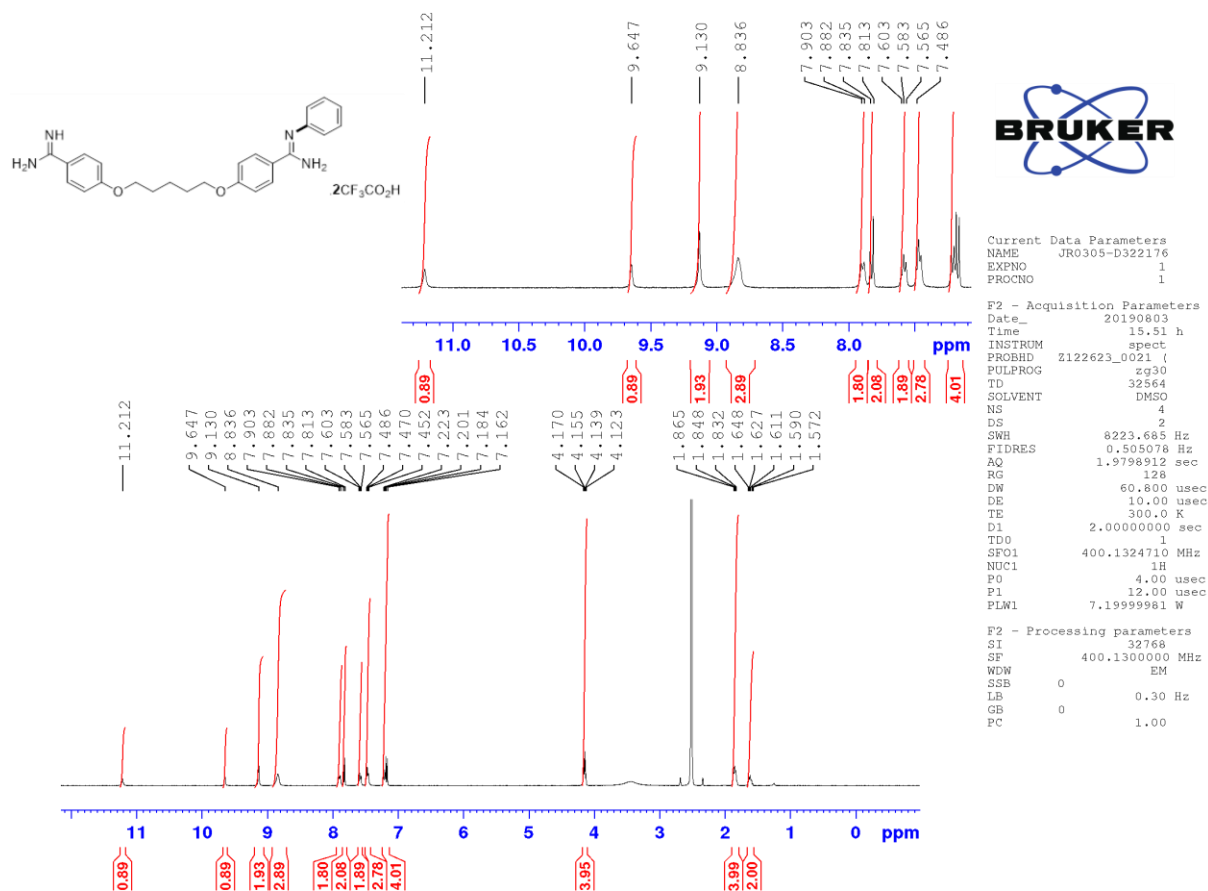 11.212
9.647
9.130
8.836
7.903
7.882
7.835
7.813
7.603
7.583
7.565
7.486
NH
H₂N
O
O
N
NH₂
.2CF₃CO₂H
BRUKER
11.0 10.5 10.0 9.5 9.0 8.5 8.0 ppm
0.89 0.89 1.93 2.89 1.80 2.08 1.89 2.78 4.01
11.212
9.647
9.130
8.836
7.903
7.882
7.835
7.813
7.603
7.583
7.565
7.486
7.470
7.452
7.223
7.201
7.184
7.162
4.170
4.155
4.139
4.123
1.865
1.848
1.832
1.648
1.627
1.611
1.590
1.572
11 10 9 8 7 6 5 4 3 2 1 0 ppm
0.89 0.89 1.93 2.89 1.80 2.08 1.89 2.78 4.01 3.95 3.99 2.00
Current Data Parameters
NAME JR0305-D322176
EXPNO 1
PROCNO 1
F2 - Acquisition Parameters
Date_ 20190803
Time 15.51 h
INSTRUM spect
PROBHD Z122623_0021 (
PULPROG zg30
TD 32564
SOLVENT DMSO
NS 4
DS 2
SWH 8223.685 Hz
FIDRES 0.505078 Hz
AQ 1.9798912 sec
RG 128
DW 60.800 usec
DE 10.00 usec
TE 300.0 K
D1 2.00000000 sec
TD0 1
SFO1 400.1324710 MHz
NUC1 1H
P0 4.00 usec
P1 12.00 usec
PLW1 7.19999981 W
F2 - Processing parameters
SI 32768
SF 400.1300000 MHz
WDW EM
SSB 0
LB 0.30 Hz
GB 0
PC 1.00